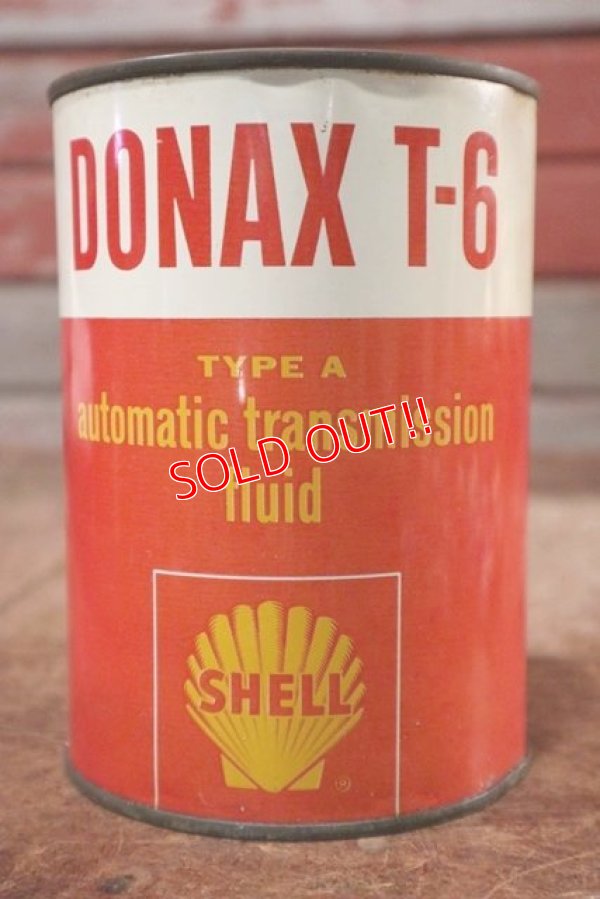 DONAX T-6
TYPE A
automatic transmission
SOLD OUT!!
fluid
SHELL
®